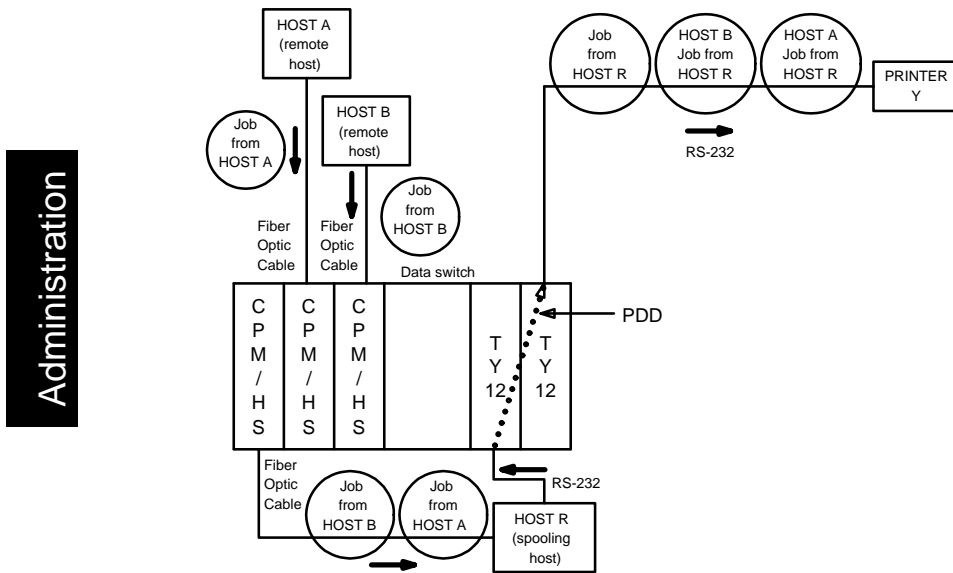 Administration
HOST A
(remote
host)
Job
from
HOST A
HOST B
(remote
host)
Job
from
HOST B
Fiber
Optic
Cable
Fiber
Optic
Cable
Data switch
Job
from
HOST R
HOST B
Job from
HOST R
HOST A
Job from
HOST R
PRINTER
Y
RS-232
C
P
M
/
H
S
C
P
M
/
H
S
C
P
M
/
H
S
T
Y
12
T
Y
12
PDD
Fiber
Optic
Cable
Job
from
HOST B
Job
from
HOST A
RS-232
HOST R
(spooling
host)